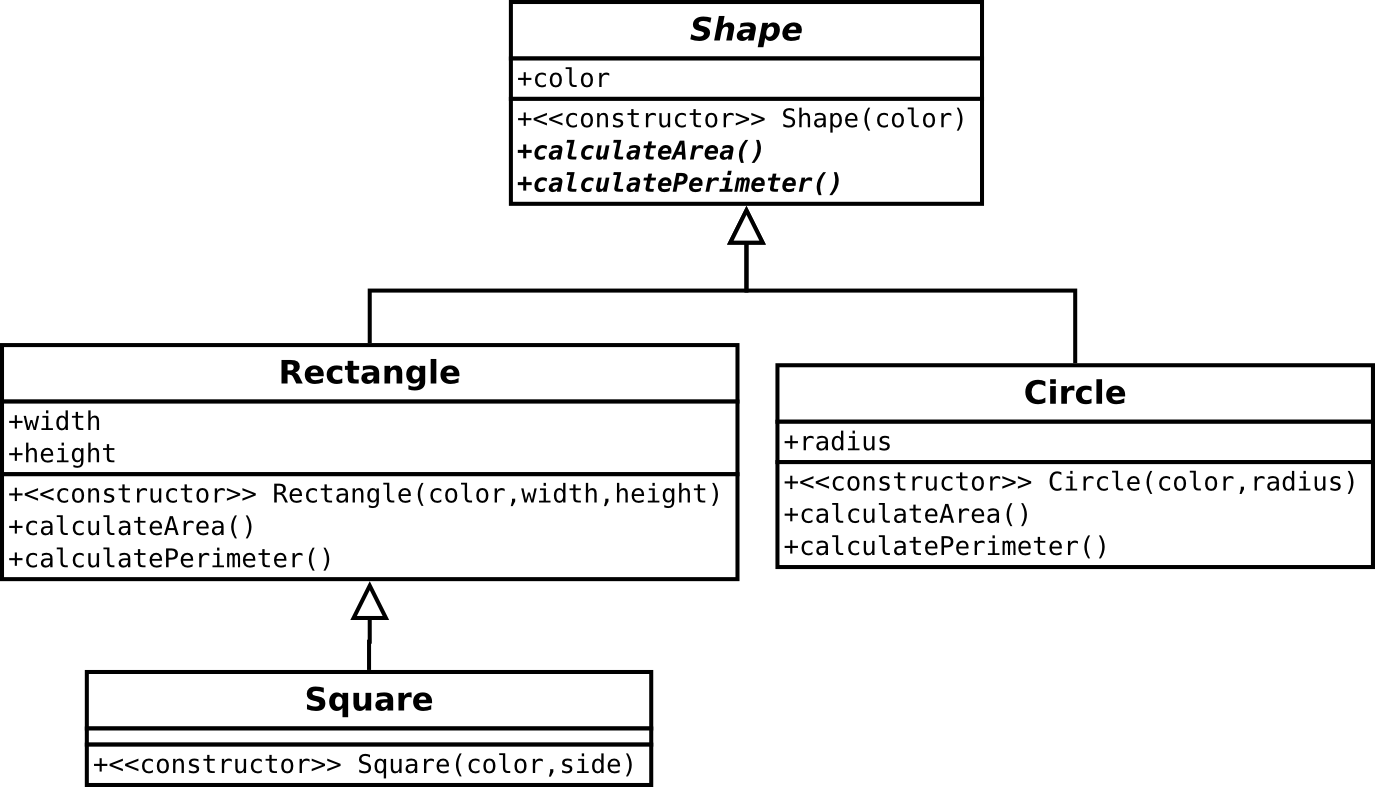 Shape
+color
+<<constructor>> Shape(color)
+calculateArea()
+calculatePerimeter()
Rectangle
+width
+height
+<<constructor>> Rectangle(color,width,height)
+calculateArea()
+calculatePerimeter()
Circle
+radius
+<<constructor>> Circle(color,radius)
+calculateArea()
+calculatePerimeter()
Square
+<<constructor>> Square(color,side)